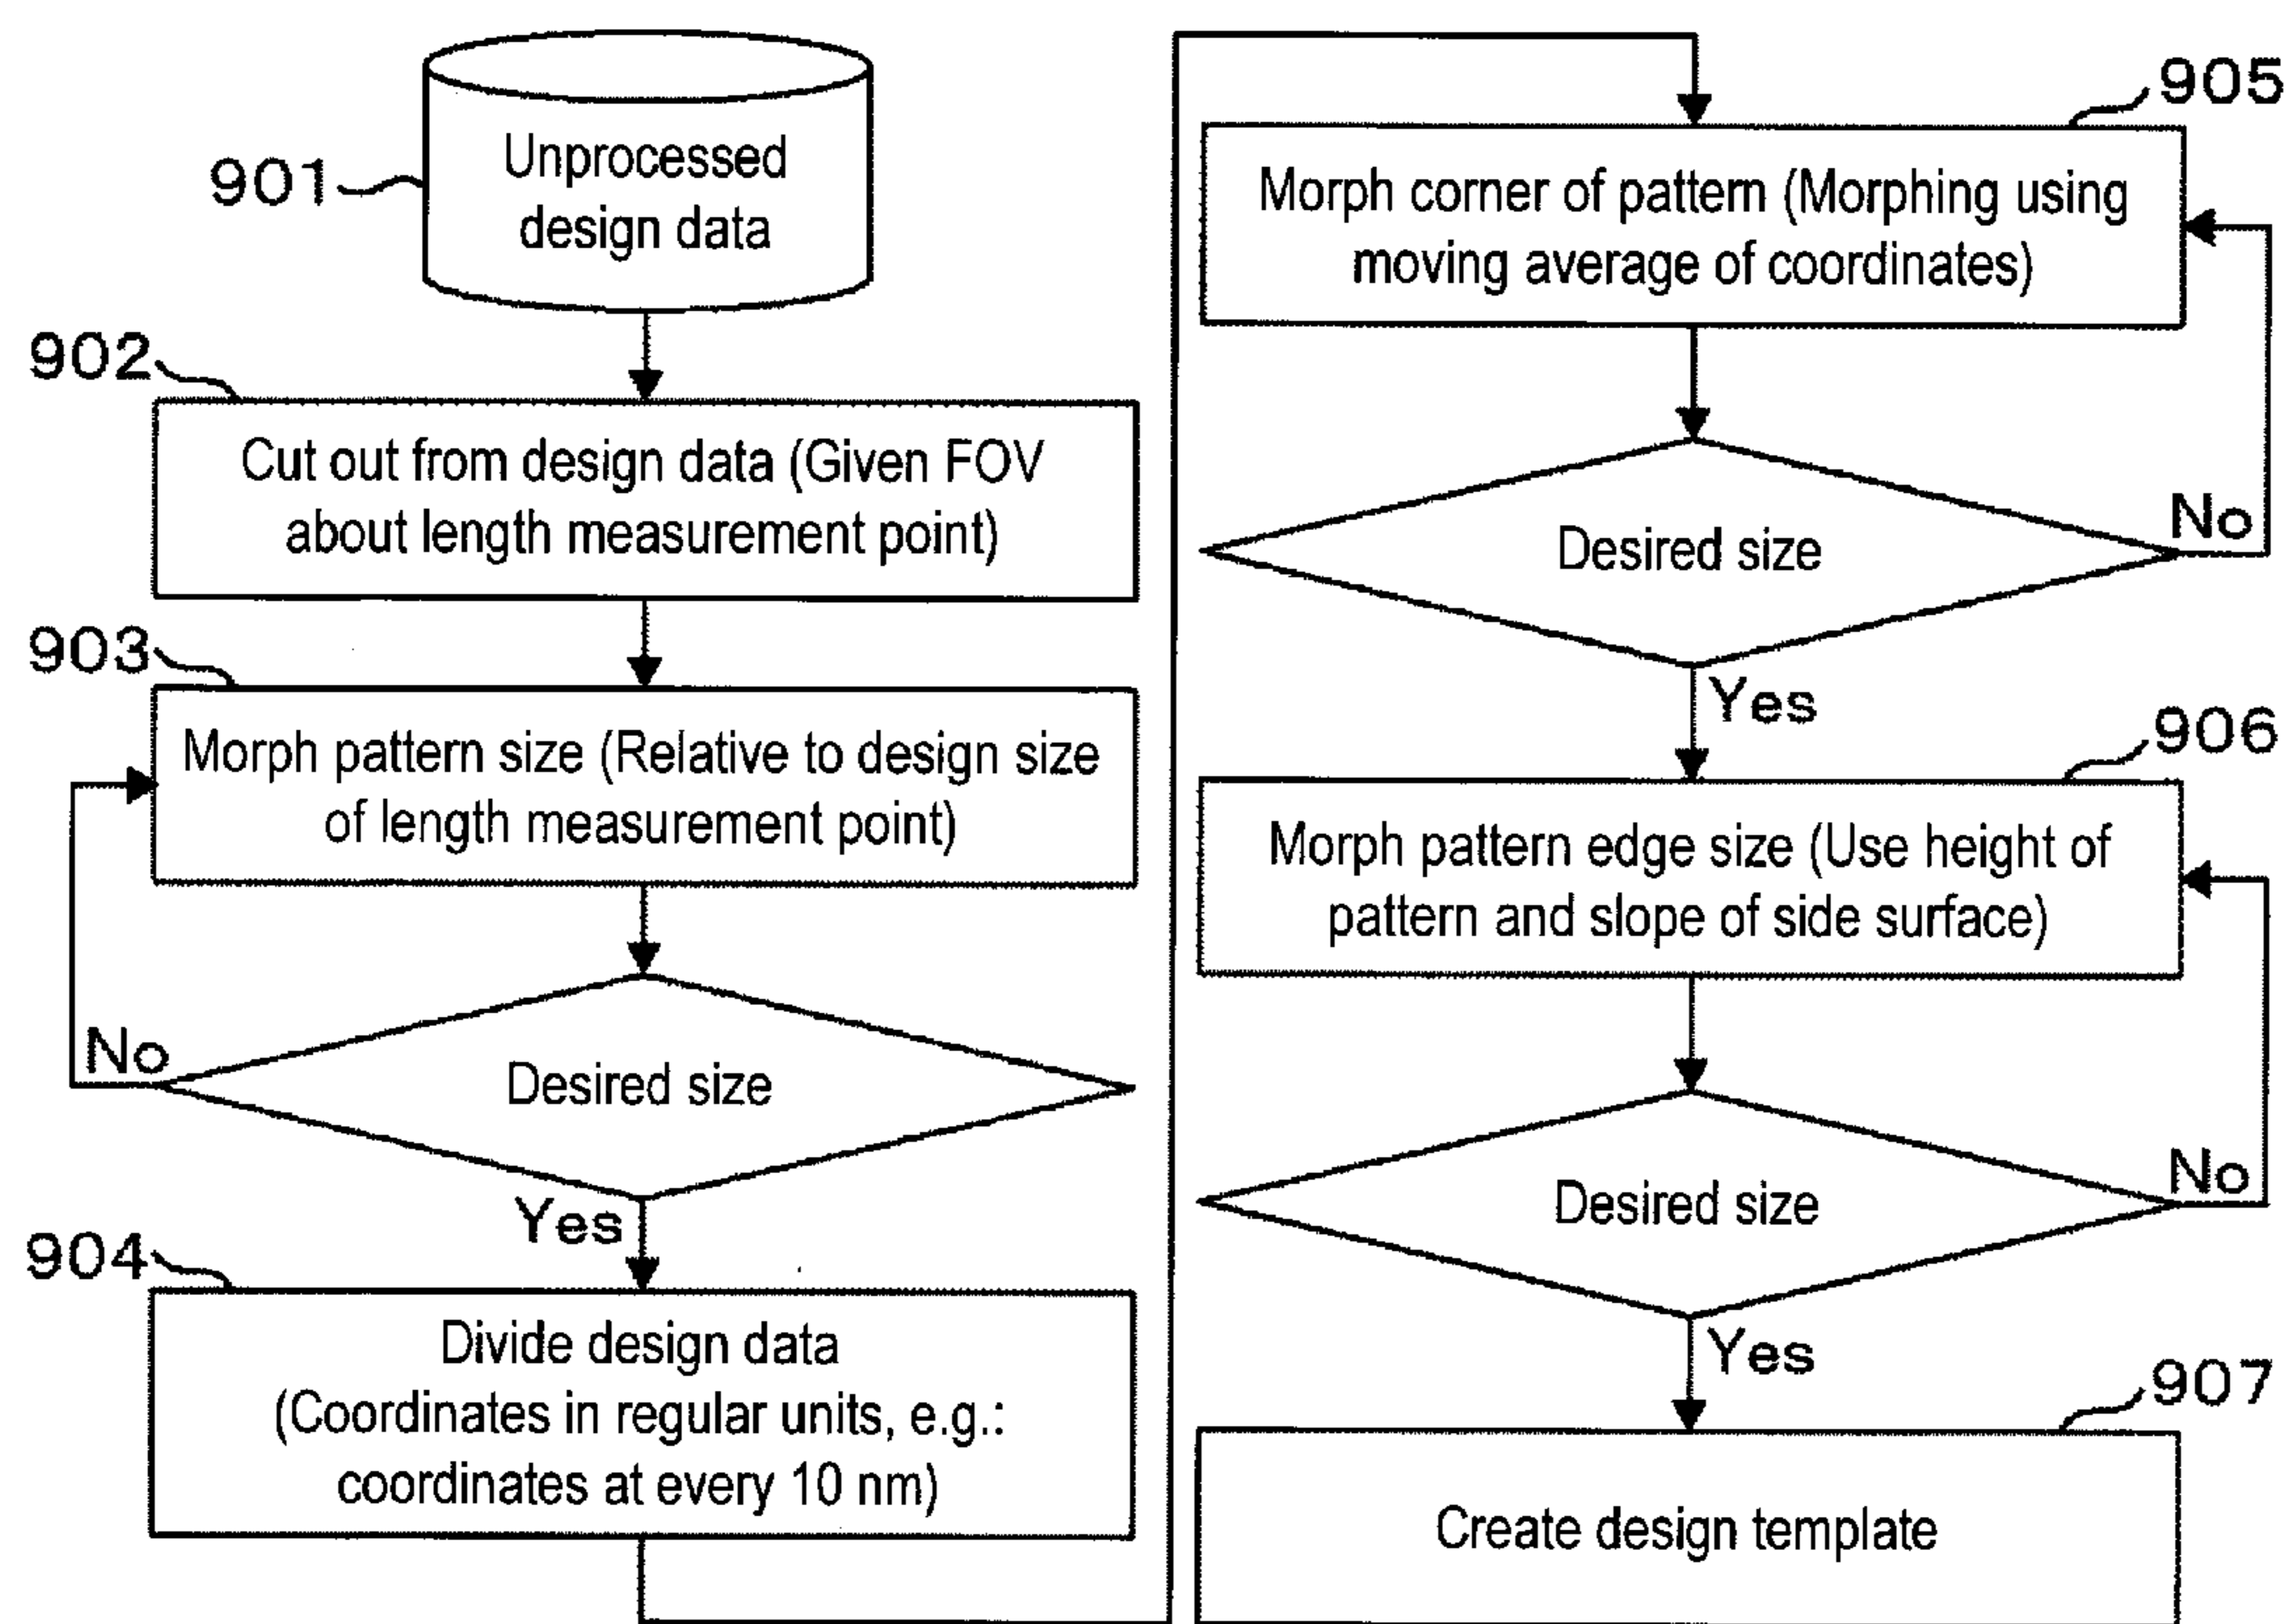 901
Unprocessed
design data
902
Cut out from design data (Given FOV
about length measurement point)
903
Morph pattern size (Relative to design size
of length measurement point)
No
Desired size
Yes
904
Divide design data
(Coordinates in regular units, e.g.:
coordinates at every 10 nm)
905
Morph corner of pattern (Morphing using
moving average of coordinates)
Desired size
No
Yes
906
Morph pattern edge size (Use height of
pattern and slope of side surface)
Desired size
No
Yes
907
Create design template